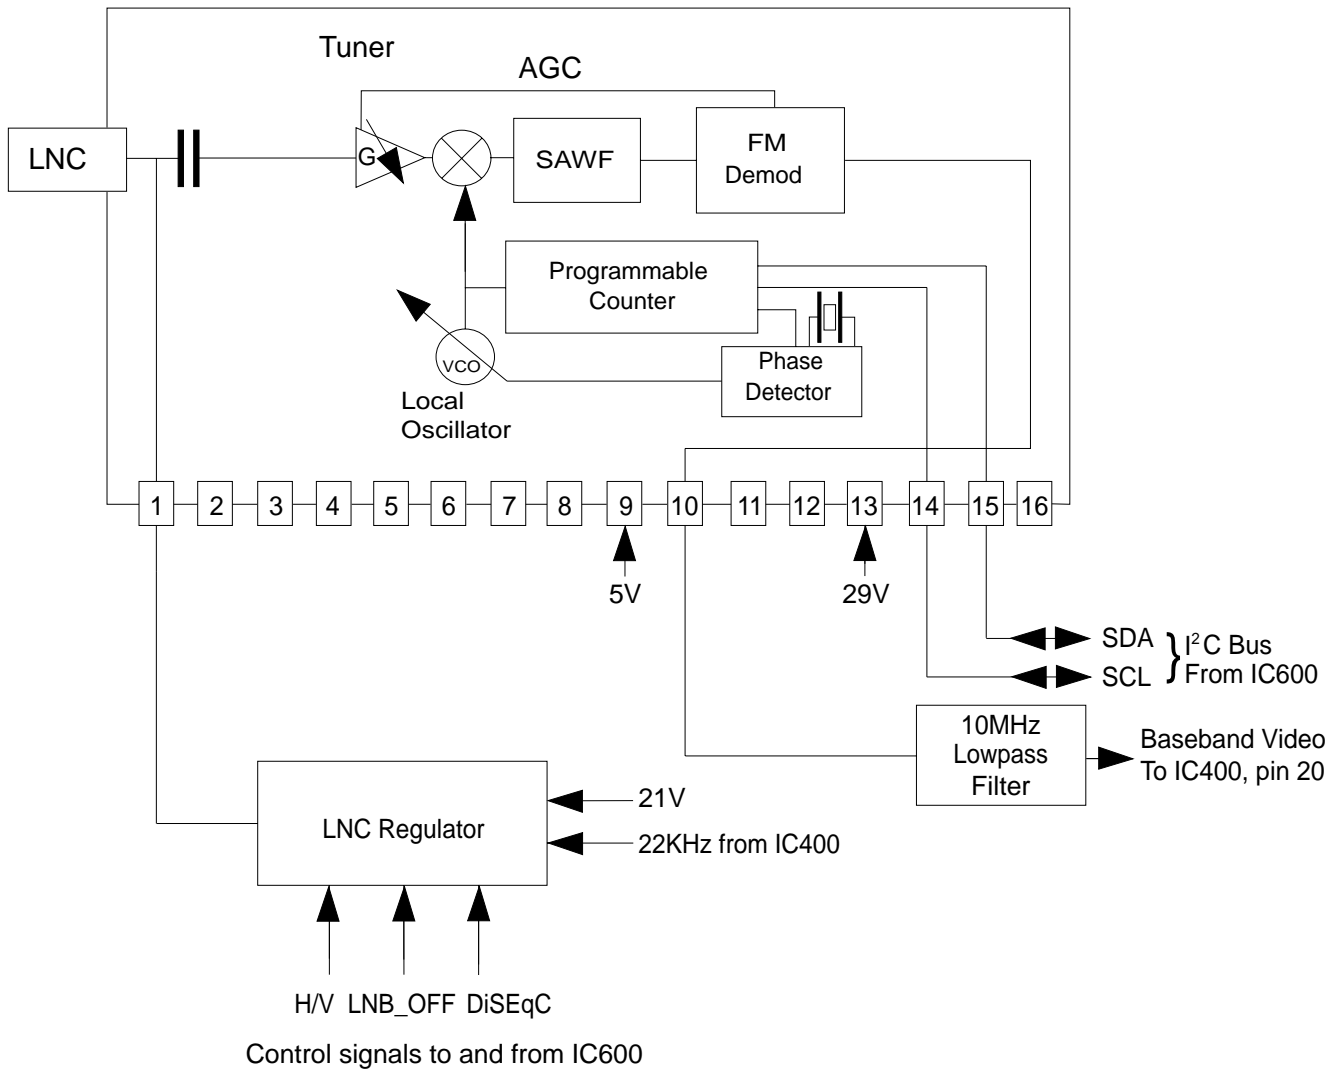 Tuner
AGC
LNC
G
SAWF
FM
Demod
Programmable
Counter
VCO
Phase
Detector
Local
Oscillator
1 2 3 4 5 6 7 8 9 10 11 12 13 14 15 16
5V
29V
SDA
SCL
} I²C Bus
From IC600
10MHz
Lowpass
Filter
Baseband Video
To IC400, pin 20
LNC Regulator
21V
22KHz from IC400
H/V LNB_OFF DiSEqC
Control signals to and from IC600